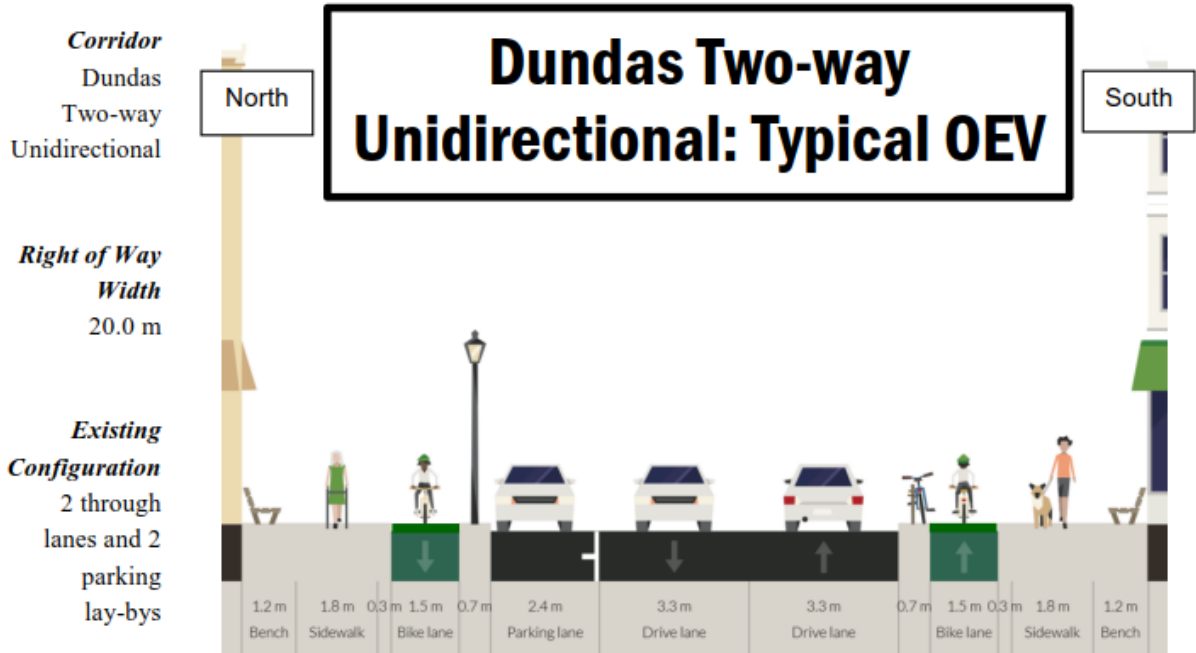 Corridor
Dundas
Two-way
Unidirectional
North
Dundas Two-way
Unidirectional: Typical OEV
South
Right of Way
Width
20.0 m
Existing
Configuration
2 through
lanes and 2
parking
lay-bys
1.2 m 1.8 m 0.3 m 1.5 m 0.7 m 2.4 m 3.3 m 3.3 m 0.7 m 1.5 m 0.3 m 1.8 m 1.2 m
Bench Sidewalk Bike lane Parking lane Drive lane Drive lane Bike lane Sidewalk Bench